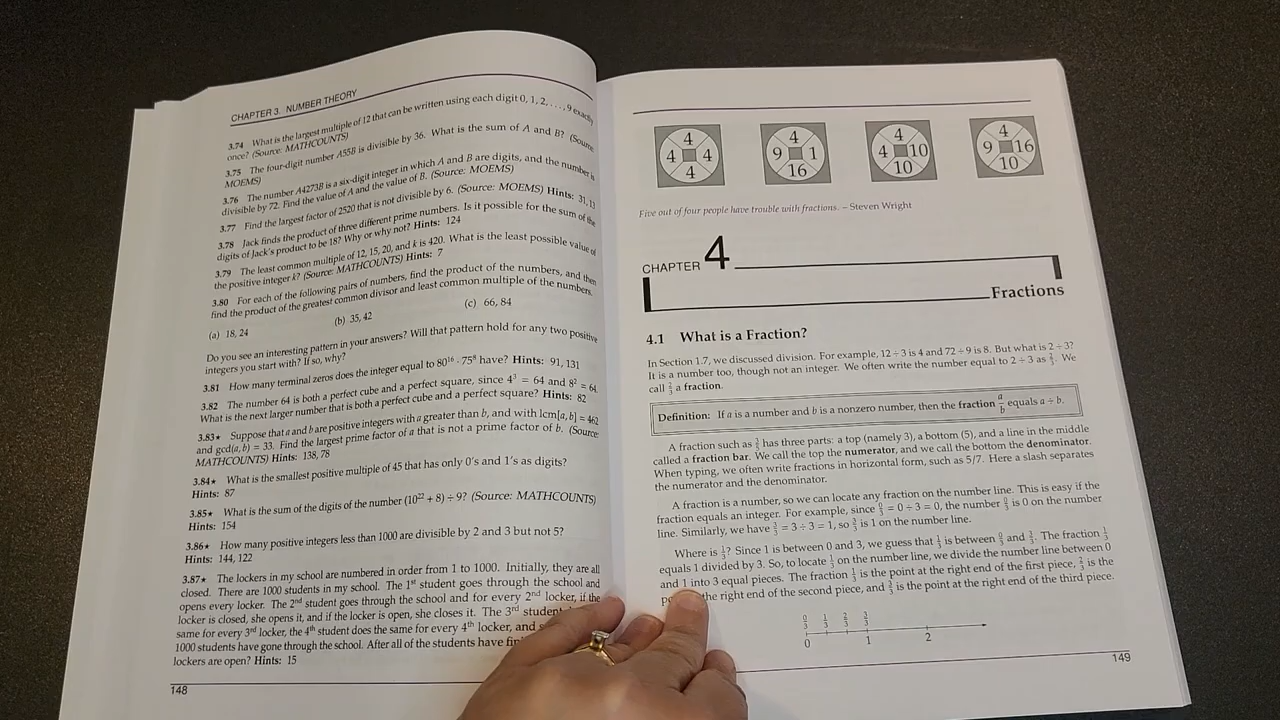 CHAPTER 3. NUMBER THEORY
3.74 What is the largest multiple of 12 that can be written using each digit 0, 1, 2, . . . , 9 exactly
once? (Source: MATHCOUNTS)
3.75 The four-digit number A55B is divisible by 36. What is the sum of A and B? (Source:
MOEMS)
3.76 The number A4273B is a six-digit integer in which A and B are digits, and the number is
divisible by 72. Find the value of A and the value of B. (Source: MOEMS)
3.77 Find the largest factor of 2520 that is not divisible by 6. (Source: MOEMS) Hints: 31, 13
3.78 Jack finds the product of three different prime numbers. Is it possible for the sum of the
digits of Jack's product to be 18? Why or why not? Hints: 124
3.79 The least common multiple of 12, 15, 20, and k is 420. What is the least possible value of
the positive integer k? (Source: MATHCOUNTS) Hints: 7
3.80 For each of the following pairs of numbers, find the product of the numbers, and then
find the product of the greatest common divisor and least common multiple of the numbers.
(a) 18, 24 (b) 35, 42 (c) 66, 84
Do you see an interesting pattern in your answers? Will that pattern hold for any two positive
integers you start with? If so, why?
3.81 How many terminal zeros does the integer equal to 80¹⁶ · 75⁸ have? Hints: 91, 131
3.82 The number 64 is both a perfect cube and a perfect square, since 4³ = 64 and 8² = 64.
What is the next larger number that is both a perfect cube and a perfect square? Hints: 82
3.83★ Suppose that a and b are positive integers with a greater than b, and with lcm[a, b] = 462
and gcd(a, b) = 33. Find the largest prime factor of a that is not a prime factor of b. (Source:
MATHCOUNTS) Hints: 138, 78
3.84★ What is the smallest positive multiple of 45 that has only 0's and 1's as digits?
Hints: 87
3.85★ What is the sum of the digits of the number (10²² + 8) ÷ 9? (Source: MATHCOUNTS)
Hints: 154
3.86★ How many positive integers less than 1000 are divisible by 2 and 3 but not 5?
Hints: 144, 122
3.87★ The lockers in my school are numbered in order from 1 to 1000. Initially, they are all
closed. There are 1000 students in my school. The 1st student goes through the school and
opens every locker. The 2nd student goes through the school and for every 2nd locker, if the
locker is closed, she opens it, and if the locker is open, she closes it. The 3rd student
same for every 3rd locker, the 4th student does the same for every 4th locker, and
1000 students have gone through the school. After all of the students have
lockers are open? Hints: 15
148
4 4 4 4
4 9 1 16
4 4 10 10
4 9 16 10
Five out of four people have trouble with fractions. – Steven Wright
CHAPTER 4
Fractions
4.1 What is a Fraction?
In Section 1.7, we discussed division. For example, 12 ÷ 3 is 4 and 72 ÷ 9 is 8. But what is 2 ÷ 3?
It is a number too, though not an integer. We often write the number equal to 2 ÷ 3 as 2/3. We
call 2/3 a fraction.
Definition: If a is a number and b is a nonzero number, then the fraction a/b equals a ÷ b.
A fraction such as 3/5 has three parts: a top (namely 3), a bottom (5), and a line in the middle
called a fraction bar. We call the top the numerator, and we call the bottom the denominator.
When typing, we often write fractions in horizontal form, such as 5/7. Here a slash separates
the numerator and the denominator.
A fraction is a number, so we can locate any fraction on the number line. This is easy if the
fraction equals an integer. For example, since 0/3 = 0 ÷ 3 = 0, the number 0/3 is 0 on the number
line. Similarly, we have 3/3 = 3 ÷ 3 = 1, so 3/3 is 1 on the number line.
Where is 1/3? Since 1 is between 0 and 3, we guess that 1/3 is between 0/3 and 3/3. The fraction 1/3
equals 1 divided by 3. So, to locate 1/3 on the number line, we divide the number line between 0
and 1 into 3 equal pieces. The fraction 1/3 is the point at the right end of the first piece, 2/3 is the
the right end of the second piece, and 3/3 is the point at the right end of the third piece.
0/3 1/3 2/3 3/3
0 1 2
149